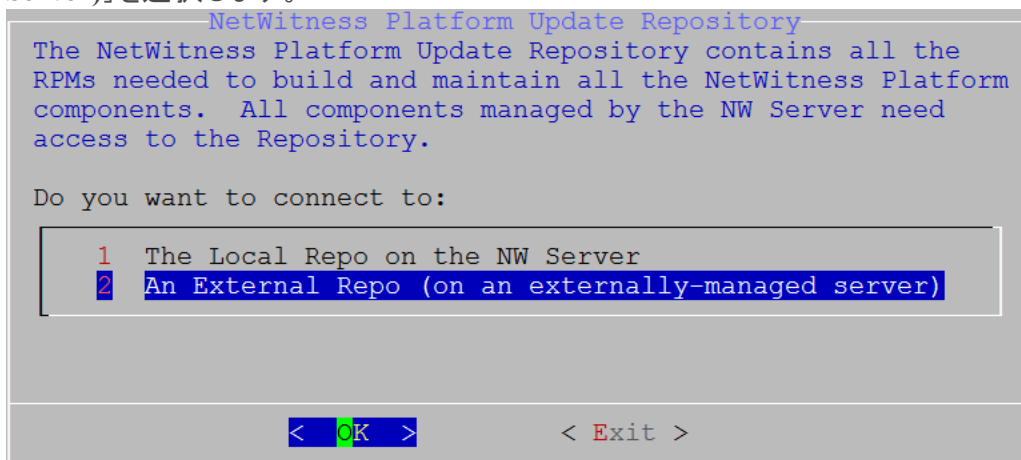 NetWitness Platform Update Repository
The NetWitness Platform Update Repository contains all the
RPMs needed to build and maintain all the NetWitness Platform
components.  All components managed by the NW Server need
access to the Repository.
Do you want to connect to:
1 The Local Repo on the NW Server
2 An External Repo (on an externally-managed server)
< OK > < Exit >